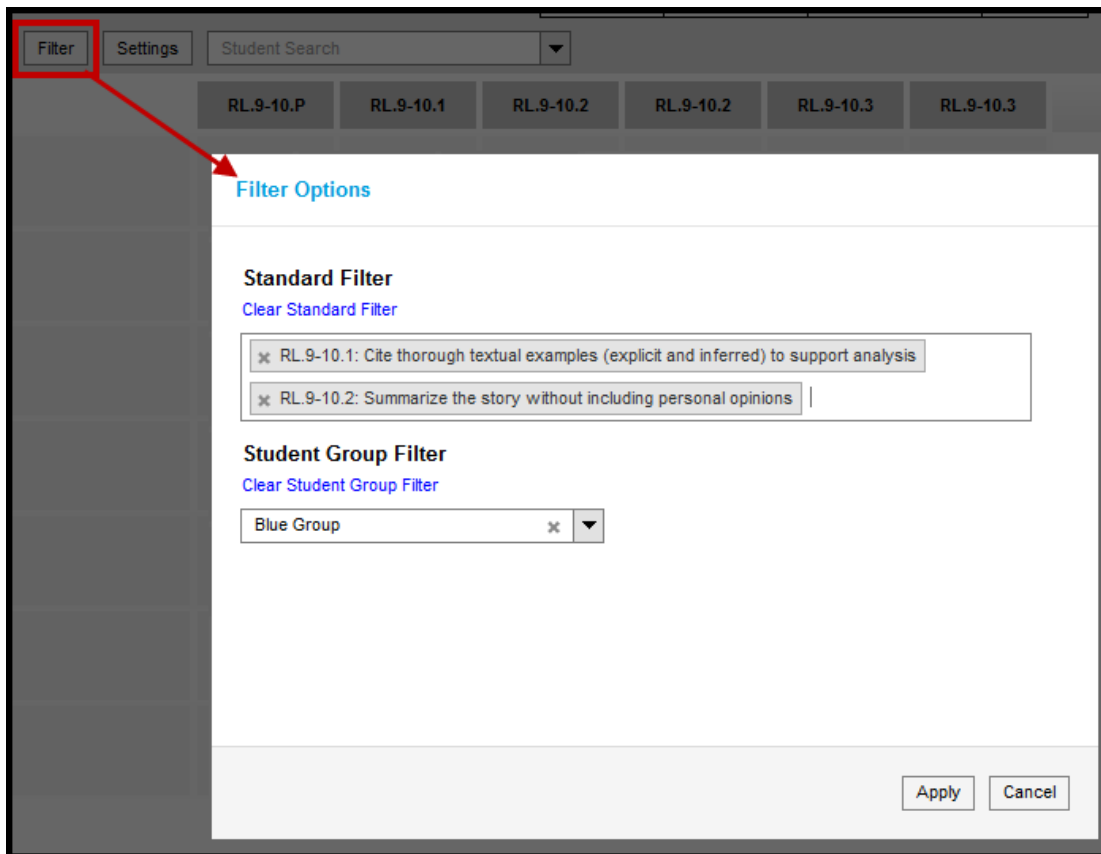 Filter Settings Student Search
RL.9-10.P RL.9-10.1 RL.9-10.2 RL.9-10.2 RL.9-10.3 RL.9-10.3
Filter Options
Standard Filter
Clear Standard Filter
RL.9-10.1: Cite thorough textual examples (explicit and inferred) to support analysis
RL.9-10.2: Summarize the story without including personal opinions
Student Group Filter
Clear Student Group Filter
Blue Group
Apply Cancel